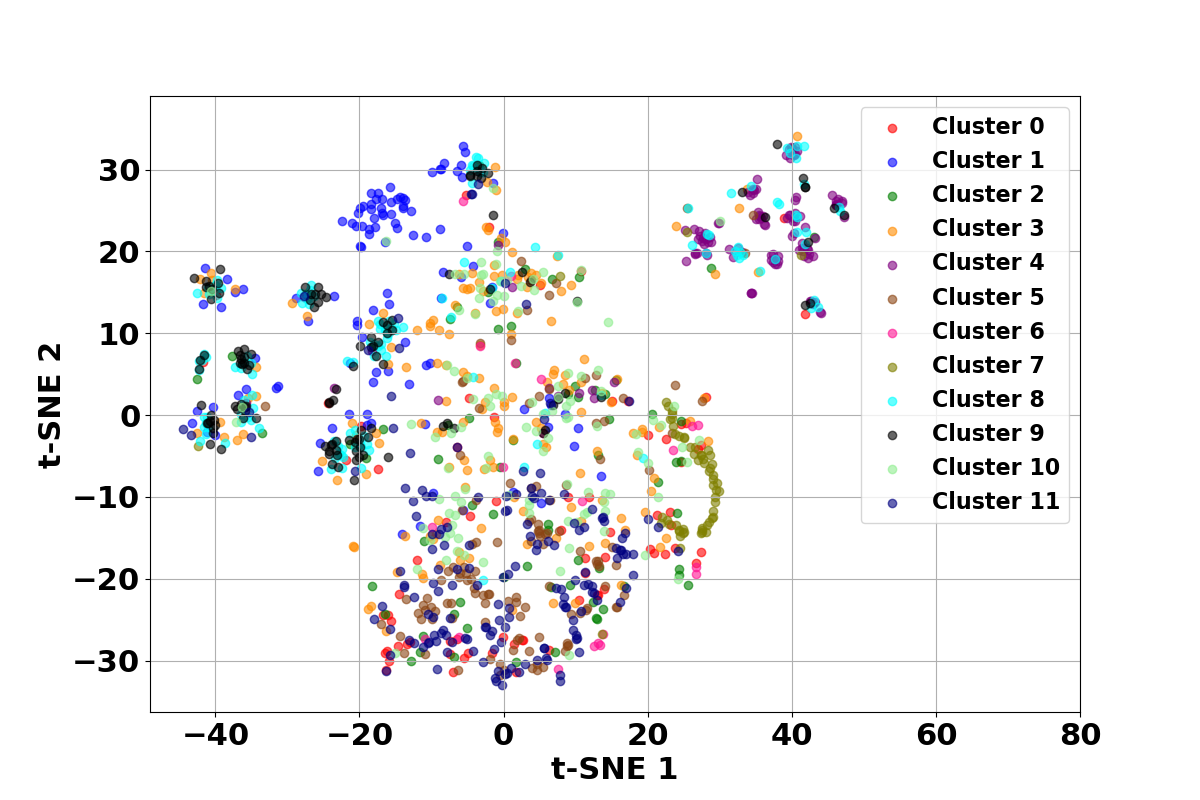 Cluster 0
Cluster 1
Cluster 2
Cluster 3
Cluster 4
Cluster 5
Cluster 6
Cluster 7
Cluster 8
Cluster 9
Cluster 10
Cluster 11
30
20
10
0
−10
−20
−30
t-SNE 2
−40 −20 0 20 40 60 80
t-SNE 1